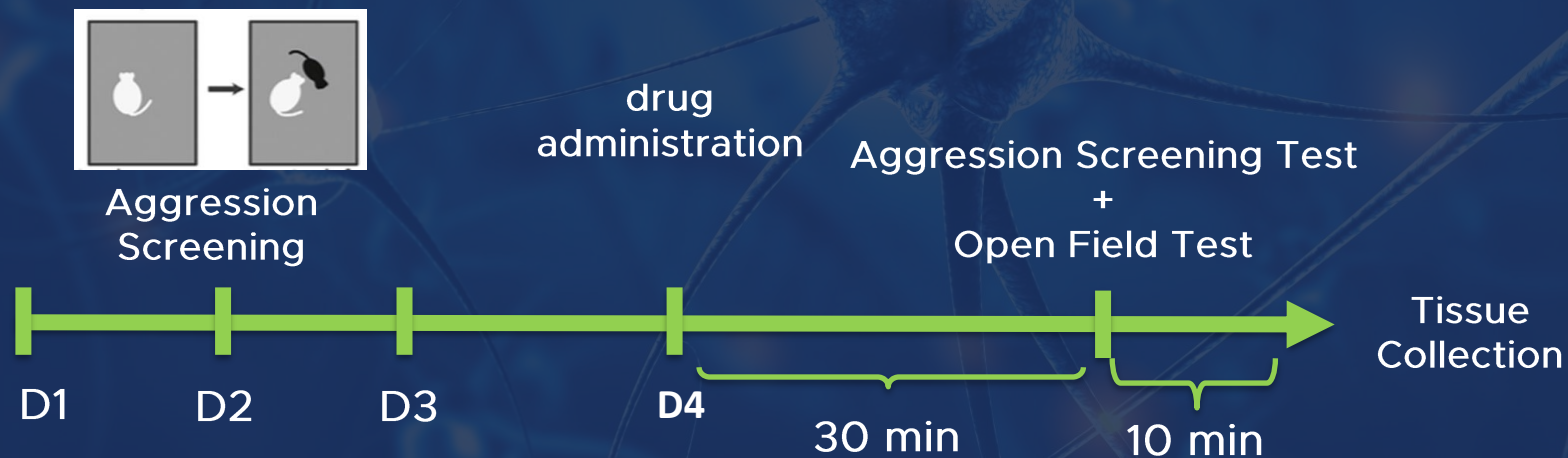 Aggression
Screening
drug
administration
Aggression Screening Test
+
Open Field Test
Tissue
Collection
D1
D2
D3
D4
30 min
10 min